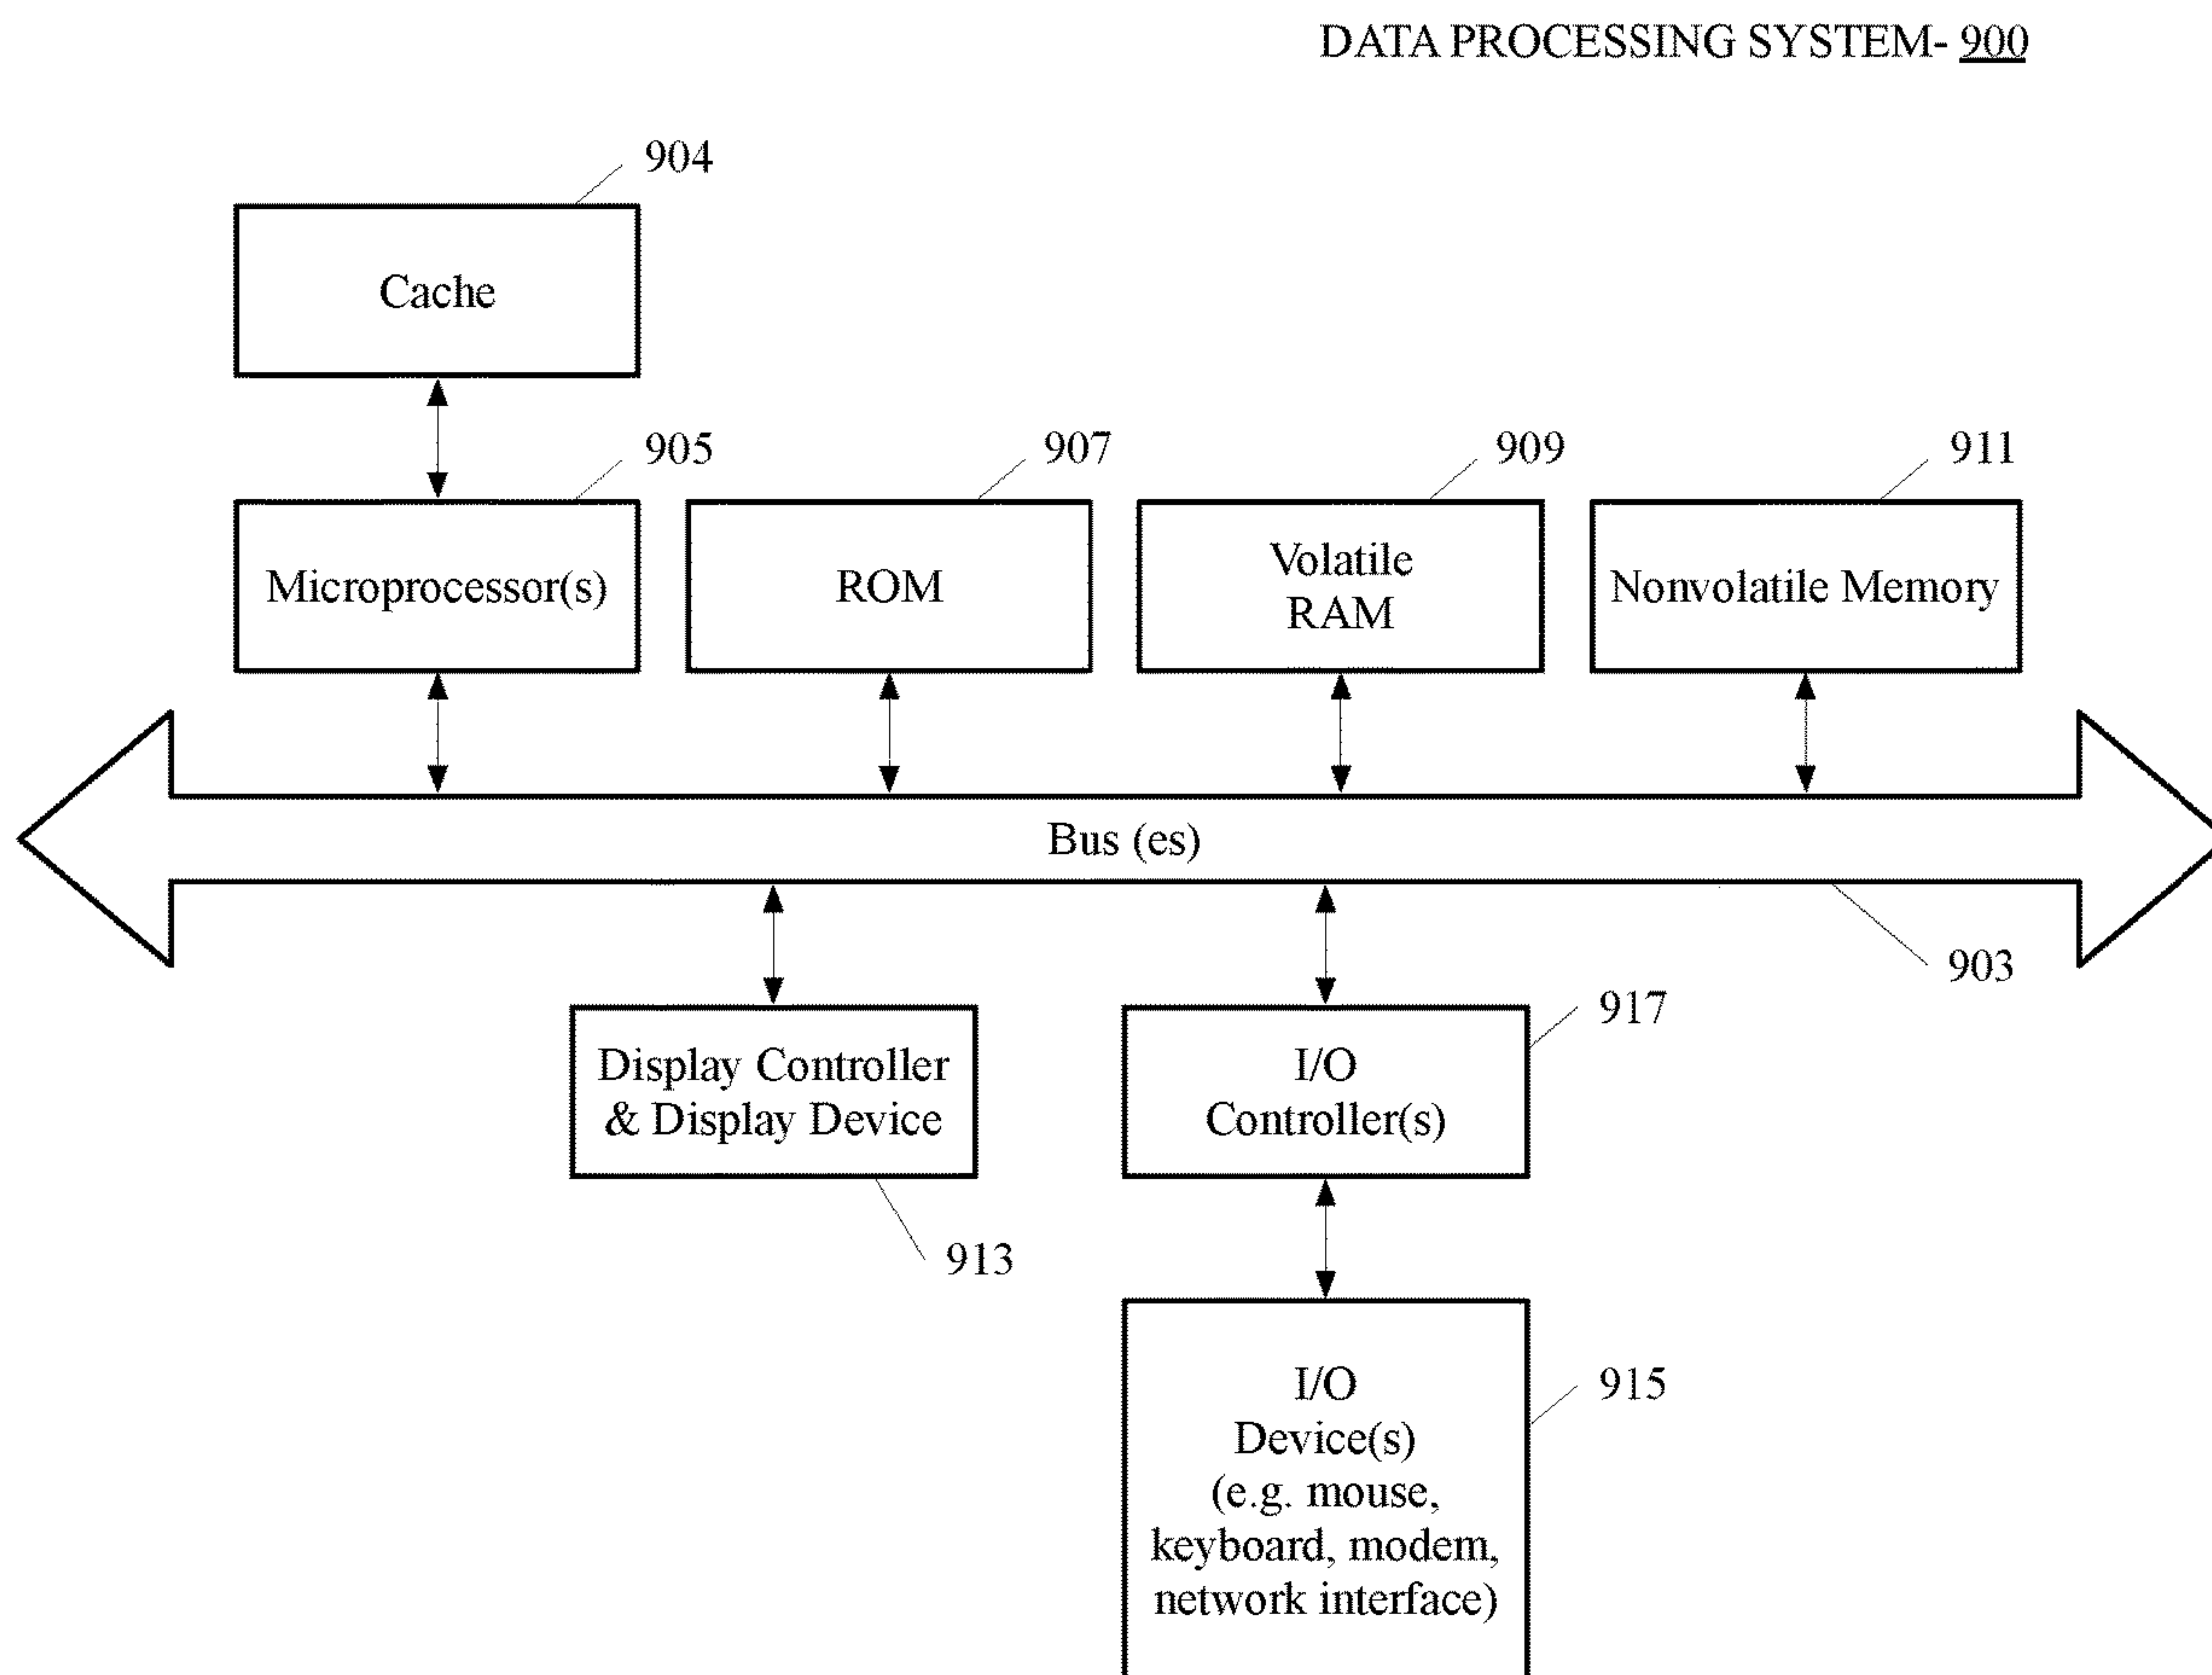 DATA PROCESSING SYSTEM- 900
904
Cache
905
907
909
911
Microprocessor(s)
ROM
Volatile
RAM
Nonvolatile Memory
Bus (es)
903
917
Display Controller
& Display Device
I/O
Controller(s)
913
915
I/O
Device(s)
(e.g. mouse,
keyboard, modem,
network interface)